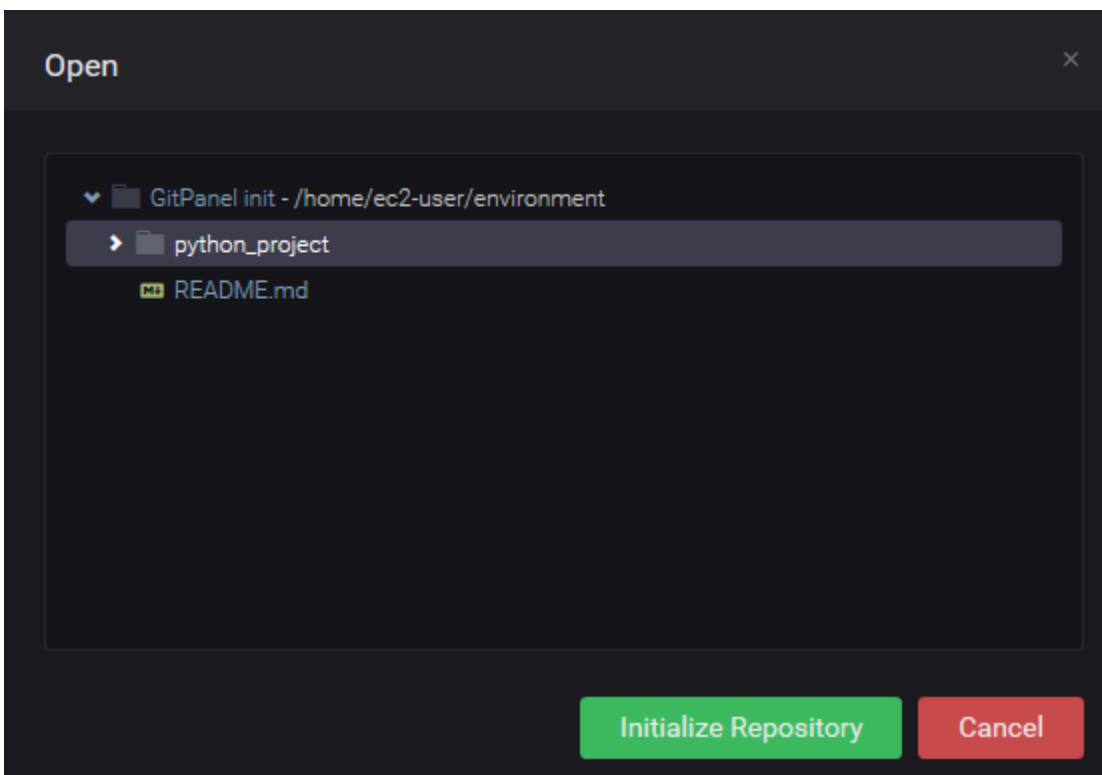 Open
GitPanel init - /home/ec2-user/environment
python_project
README.md
Initialize Repository
Cancel